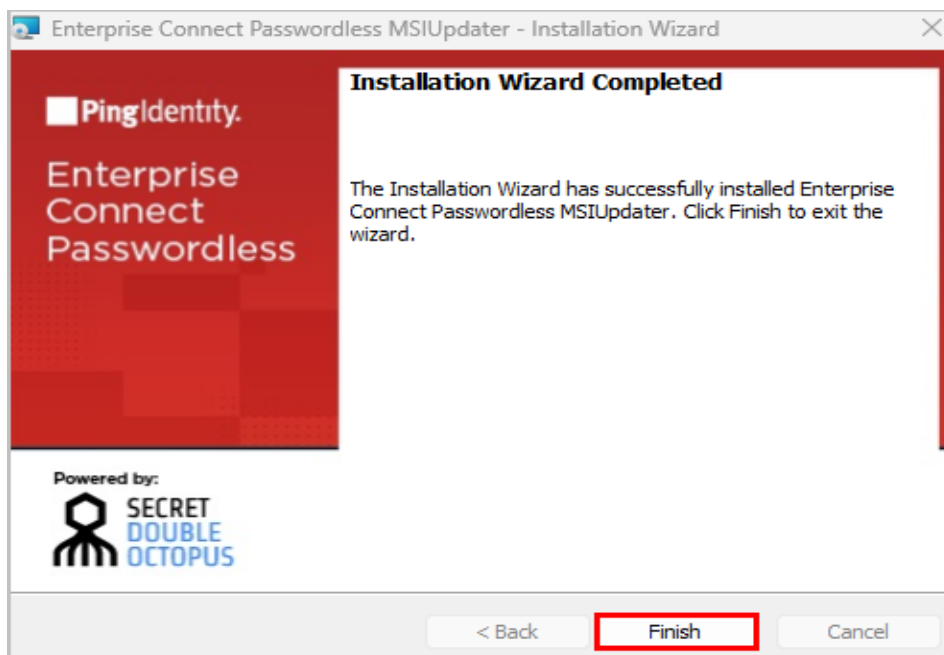 Enterprise Connect Passwordless MSIUpdater - Installation Wizard
PingIdentity.
Enterprise
Connect
Passwordless
Installation Wizard Completed
The Installation Wizard has successfully installed Enterprise
Connect Passwordless MSIUpdater. Click Finish to exit the
wizard.
Powered by:
SECRET
DOUBLE
OCTOPUS
< Back
Finish
Cancel